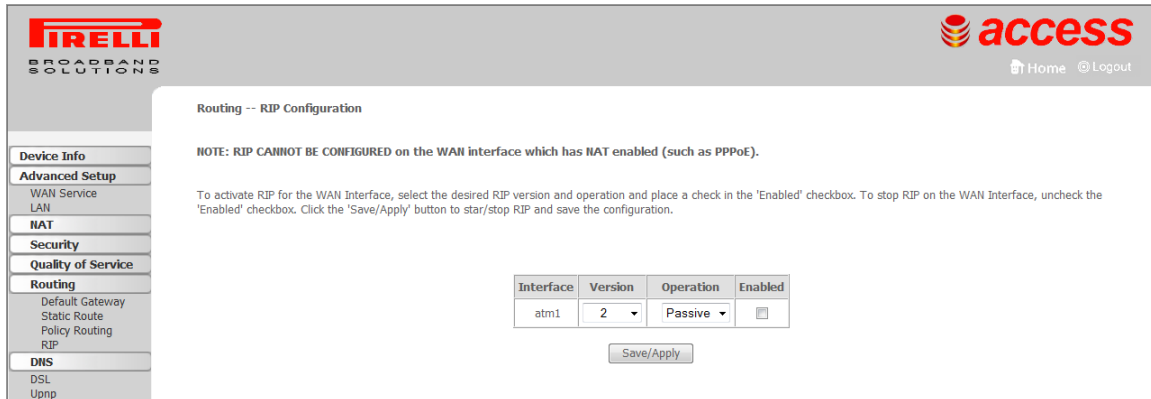 PIRELLI
BROADBAND
SOLUTIONS
access
Home Logout
Routing -- RIP Configuration
NOTE: RIP CANNOT BE CONFIGURED on the WAN interface which has NAT enabled (such as PPPoE).
To activate RIP for the WAN Interface, select the desired RIP version and operation and place a check in the 'Enabled' checkbox. To stop RIP on the WAN Interface, uncheck the
'Enabled' checkbox. Click the 'Save/Apply' button to star/stop RIP and save the configuration.
Device Info
Advanced Setup
WAN Service
LAN
NAT
Security
Quality of Service
Routing
Default Gateway
Static Route
Policy Routing
RIP
DNS
DSL
Upnp
Interface Version Operation Enabled
atm1 2 Passive
Save/Apply